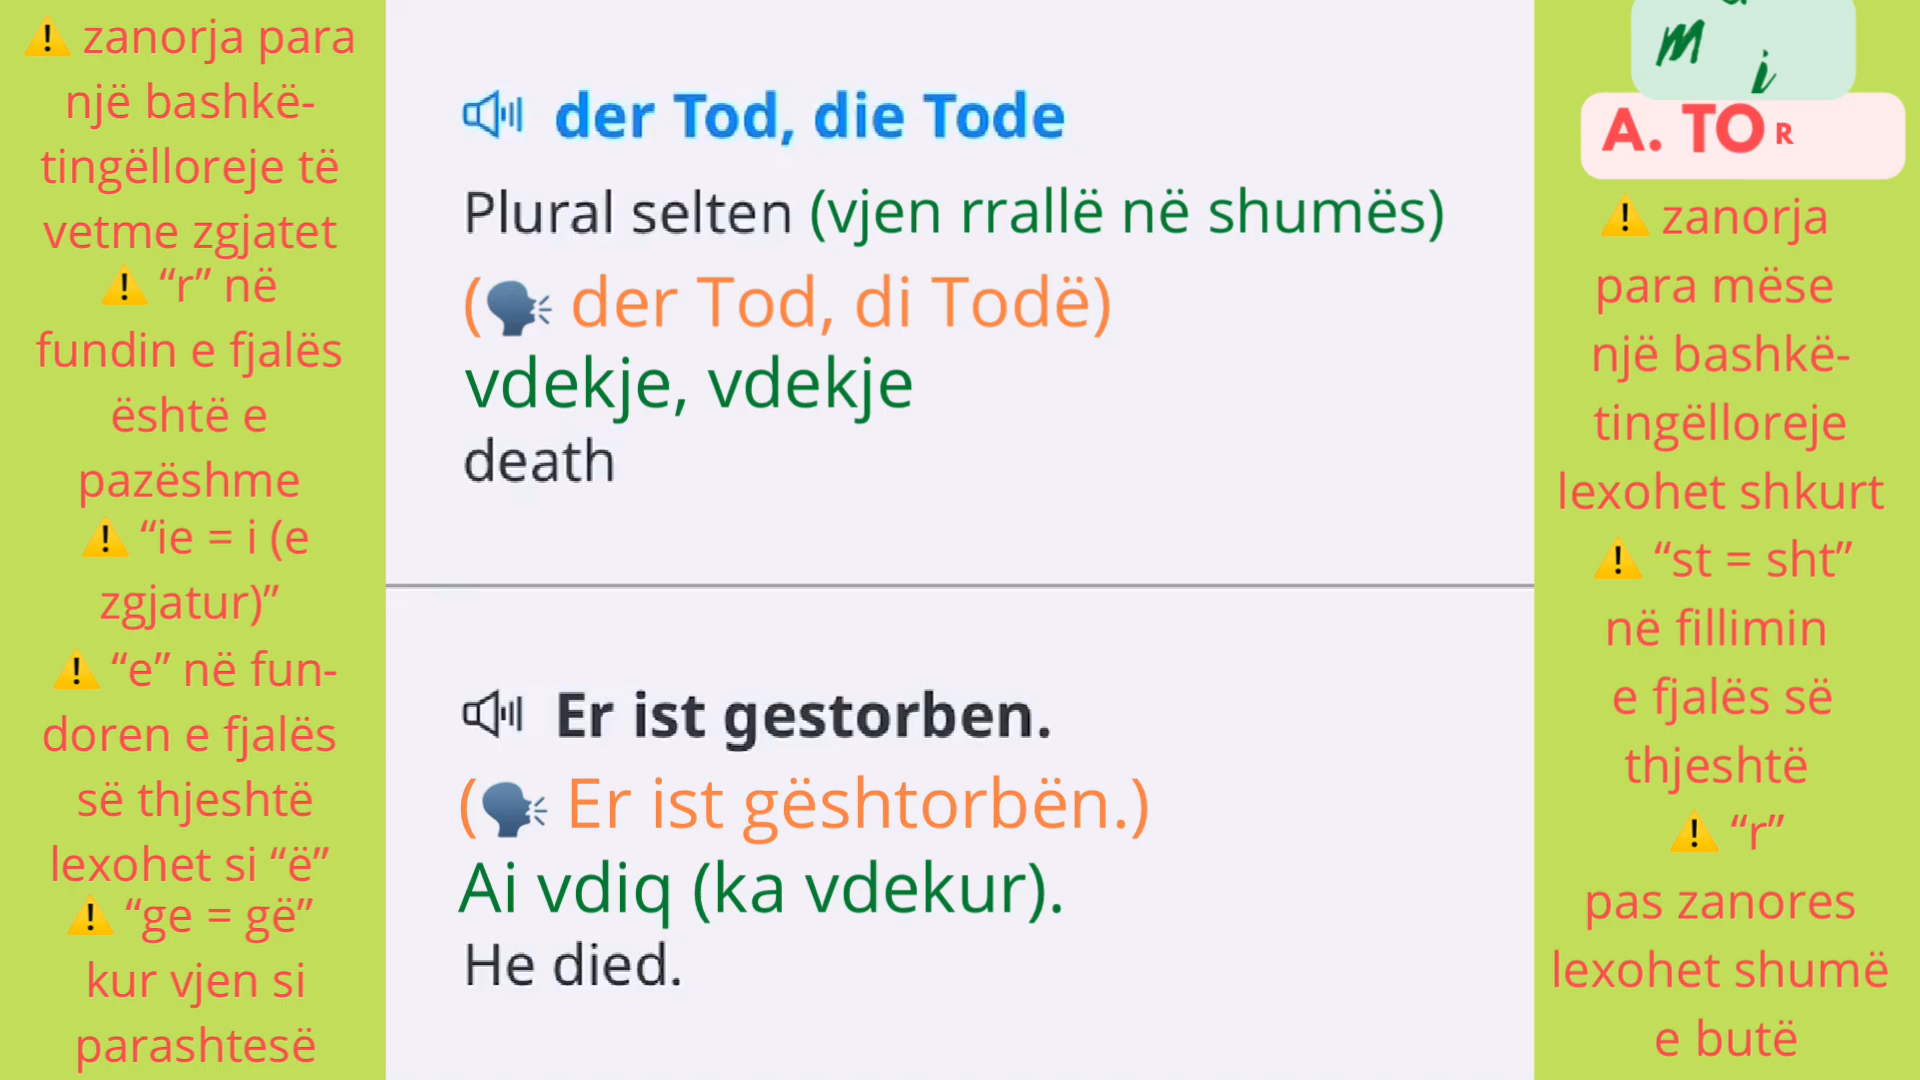 ⚠ zanorja para
një bashkë-
tingëlloreje të
vetme zgjatet
⚠ “r” në
fundin e fjalës
është e
pazëshme
⚠ “ie = i (e
zgjatur)”
⚠ “e” në fun-
doren e fjalës
së thjeshtë
lexohet si “ë”
⚠ “ge = gë”
kur vjen si
parashtesë
der Tod, die Tode
Plural selten (vjen rrallë në shumës)
(🗣 der Tod, di Todë)
vdekje, vdekje
death
Er ist gestorben.
(🗣 Er ist gështorbën.)
Ai vdiq (ka vdekur).
He died.
m
i
A. TO R
⚠ zanorja
para mëse
një bashkë-
tingëlloreje
lexohet shkurt
⚠ “st = sht”
në fillimin
e fjalës së
thjeshtë
⚠ “r”
pas zanores
lexohet shumë
e butë